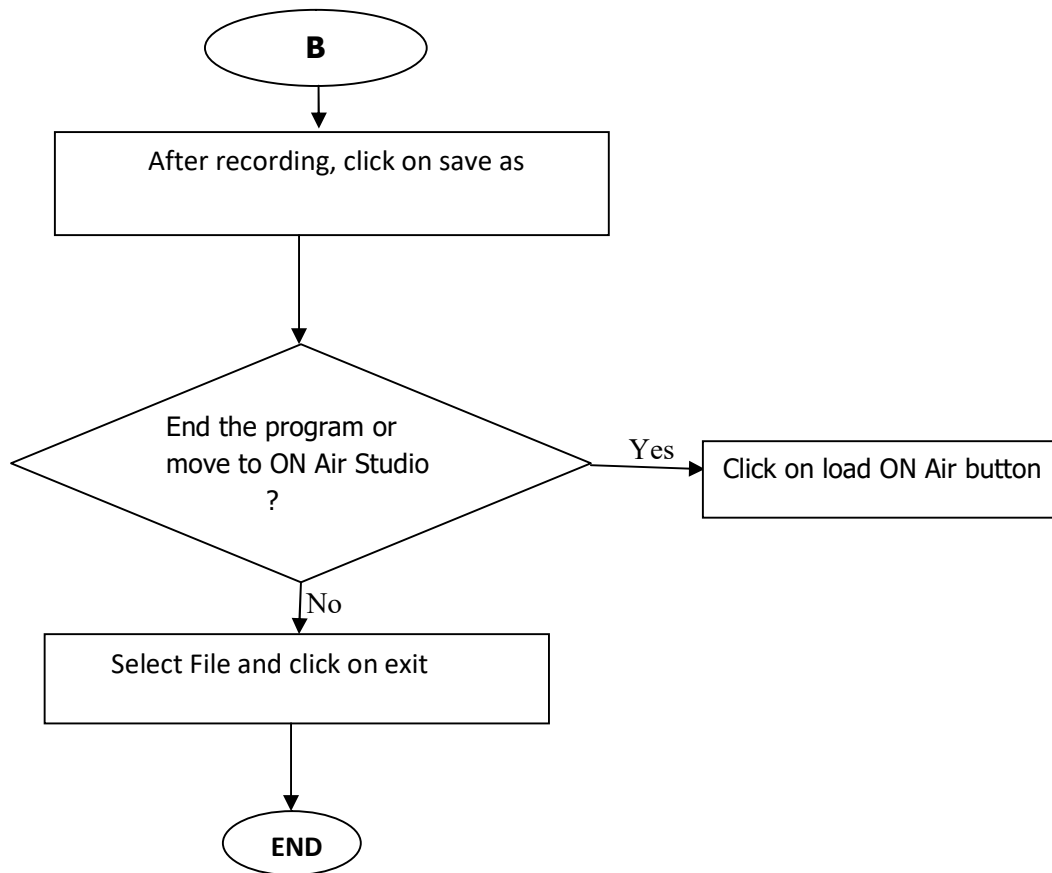 B
After recording, click on save as
End the program or
move to ON Air Studio
?
Yes
Click on load ON Air button
No
Select File and click on exit
END